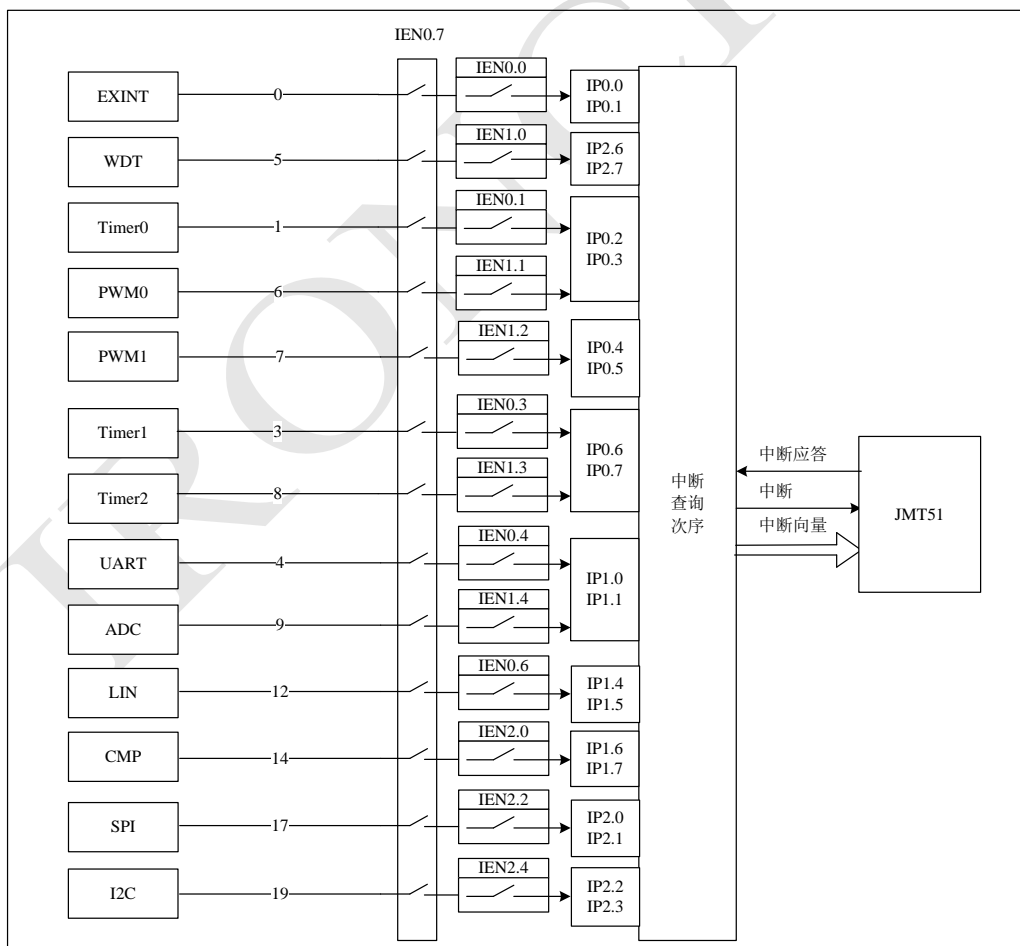 IEN0.7
EXINT
0
IEN0.0
IP0.0
IP0.1
WDT
5
IEN1.0
IP2.6
IP2.7
Timer0
1
IEN0.1
IP0.2
IP0.3
PWM0
6
IEN1.1
PWM1
7
IEN1.2
IP0.4
IP0.5
Timer1
3
IEN0.3
IP0.6
IP0.7
Timer2
8
IEN1.3
UART
4
IEN0.4
IP1.0
IP1.1
ADC
9
IEN1.4
LIN
12
IEN0.6
IP1.4
IP1.5
CMP
14
IEN2.0
IP1.6
IP1.7
SPI
17
IEN2.2
IP2.0
IP2.1
I2C
19
IEN2.4
IP2.2
IP2.3
中断
查询
次序
中断应答
中断
中断向量
JMT51